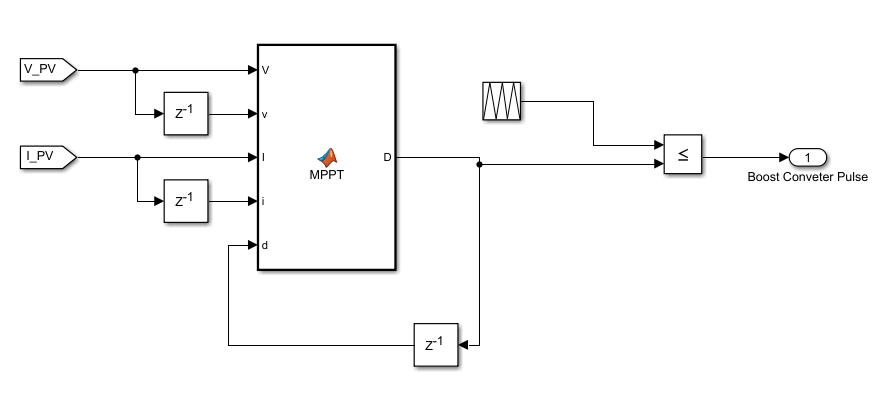 V_PV
V
Z-1
v
I_PV
I
Z-1
i
MPPT
D
d
Z-1
≤
1
Boost Conveter Pulse